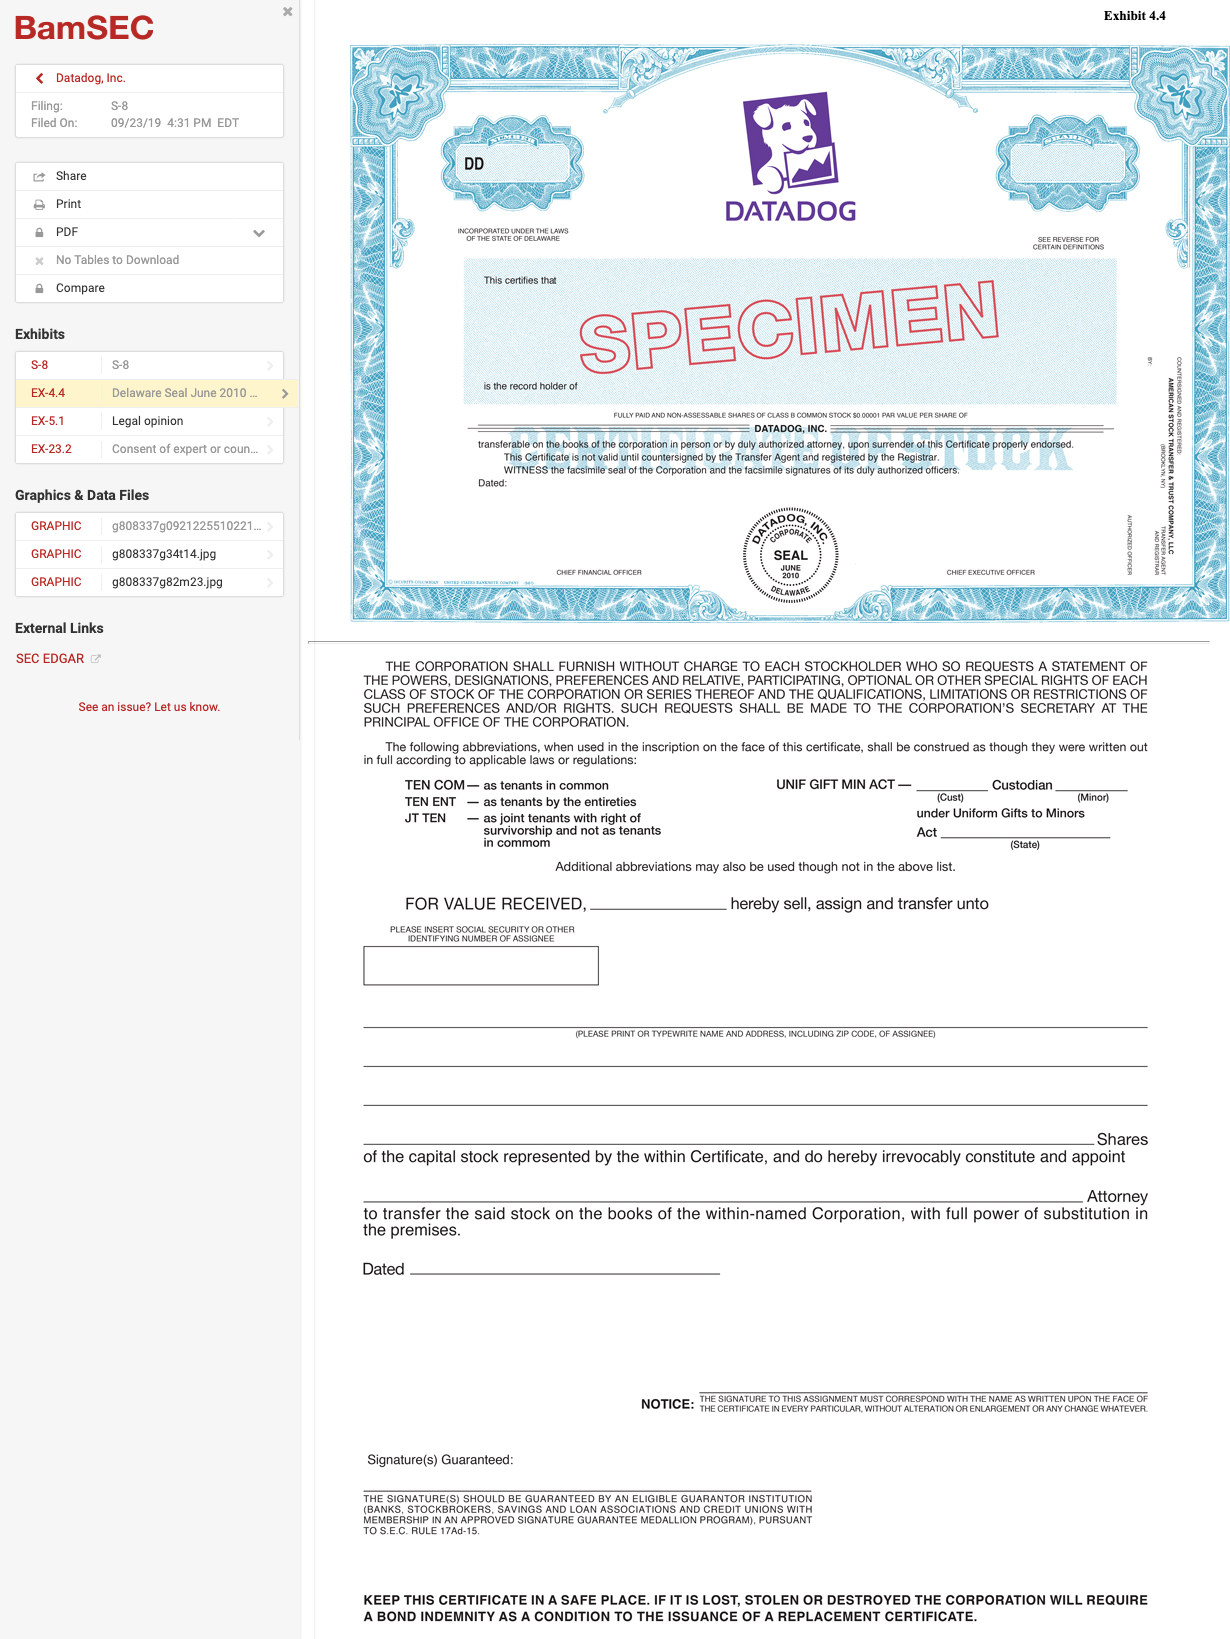 BamSEC
Datadog, Inc.
Filing: S-8
Filed On: 09/23/19 4:31 PM EDT
Share
Print
PDF
No Tables to Download
Compare
Exhibits
S-8 S-8
EX-4.4 Delaware Seal June 2010 ...
EX-5.1 Legal opinion
EX-23.2 Consent of expert or coun...
Graphics & Data Files
GRAPHIC g808337g0921225510221...
GRAPHIC g808337g34t14.jpg
GRAPHIC g808337g82m23.jpg
External Links
SEC EDGAR
See an issue? Let us know.
Exhibit 4.4
NUMBER
DD
DATADOG
SHARES
INCORPORATED UNDER THE LAWS
OF THE STATE OF DELAWARE
SEE REVERSE FOR
CERTAIN DEFINITIONS
This certifies that
SPECIMEN
is the record holder of
FULLY PAID AND NON-ASSESSABLE SHARES OF CLASS B COMMON STOCK $0.00001 PAR VALUE PER SHARE OF
DATADOG, INC.
CERTIFICATE OF STOCK
transferable on the books of the corporation in person or by duly authorized attorney, upon surrender of this Certificate properly endorsed.
This Certificate is not valid until countersigned by the Transfer Agent and registered by the Registrar.
WITNESS the facsimile seal of the Corporation and the facsimile signatures of its duly authorized officers.
Dated:
DATADOG, INC
CORPORATE
SEAL
JUNE
2010
DELAWARE
CHIEF FINANCIAL OFFICER
CHIEF EXECUTIVE OFFICER
COUNTERSIGNED AND REGISTERED:
AMERICAN STOCK TRANSFER & TRUST COMPANY, LLC
(BROOKLYN, NY)
TRANSFER AGENT
AND REGISTRAR
BY:
AUTHORIZED OFFICER
THE CORPORATION SHALL FURNISH WITHOUT CHARGE TO EACH STOCKHOLDER WHO SO REQUESTS A STATEMENT OF
THE POWERS, DESIGNATIONS, PREFERENCES AND RELATIVE, PARTICIPATING, OPTIONAL OR OTHER SPECIAL RIGHTS OF EACH
CLASS OF STOCK OF THE CORPORATION OR SERIES THEREOF AND THE QUALIFICATIONS, LIMITATIONS OR RESTRICTIONS OF
SUCH PREFERENCES AND/OR RIGHTS. SUCH REQUESTS SHALL BE MADE TO THE CORPORATION'S SECRETARY AT THE
PRINCIPAL OFFICE OF THE CORPORATION.
The following abbreviations, when used in the inscription on the face of this certificate, shall be construed as though they were written out
in full according to applicable laws or regulations:
TEN COM — as tenants in common
TEN ENT — as tenants by the entireties
JT TEN — as joint tenants with right of
survivorship and not as tenants
in commom
UNIF GIFT MIN ACT — Custodian
(Cust) (Minor)
under Uniform Gifts to Minors
Act
(State)
Additional abbreviations may also be used though not in the above list.
FOR VALUE RECEIVED, hereby sell, assign and transfer unto
PLEASE INSERT SOCIAL SECURITY OR OTHER
IDENTIFYING NUMBER OF ASSIGNEE
(PLEASE PRINT OR TYPEWRITE NAME AND ADDRESS, INCLUDING ZIP CODE, OF ASSIGNEE)
Shares
of the capital stock represented by the within Certificate, and do hereby irrevocably constitute and appoint
Attorney
to transfer the said stock on the books of the within-named Corporation, with full power of substitution in
the premises.
Dated
NOTICE: THE SIGNATURE TO THIS ASSIGNMENT MUST CORRESPOND WITH THE NAME AS WRITTEN UPON THE FACE OF
THE CERTIFICATE IN EVERY PARTICULAR, WITHOUT ALTERATION OR ENLARGEMENT OR ANY CHANGE WHATEVER.
Signature(s) Guaranteed:
THE SIGNATURE(S) SHOULD BE GUARANTEED BY AN ELIGIBLE GUARANTOR INSTITUTION
(BANKS, STOCKBROKERS, SAVINGS AND LOAN ASSOCIATIONS AND CREDIT UNIONS WITH
MEMBERSHIP IN AN APPROVED SIGNATURE GUARANTEE MEDALLION PROGRAM), PURSUANT
TO S.E.C. RULE 17Ad-15.
KEEP THIS CERTIFICATE IN A SAFE PLACE. IF IT IS LOST, STOLEN OR DESTROYED THE CORPORATION WILL REQUIRE
A BOND INDEMNITY AS A CONDITION TO THE ISSUANCE OF A REPLACEMENT CERTIFICATE.